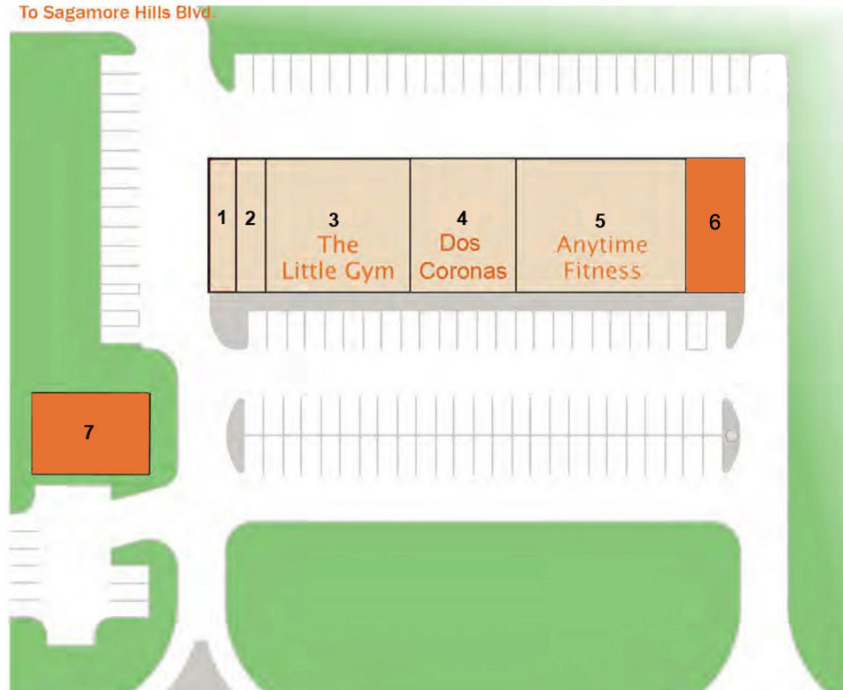 To Sagamore Hills Blvd.
1
2
3
The
Little Gym
4
Dos
Coronas
5
Anytime
Fitness
6
7